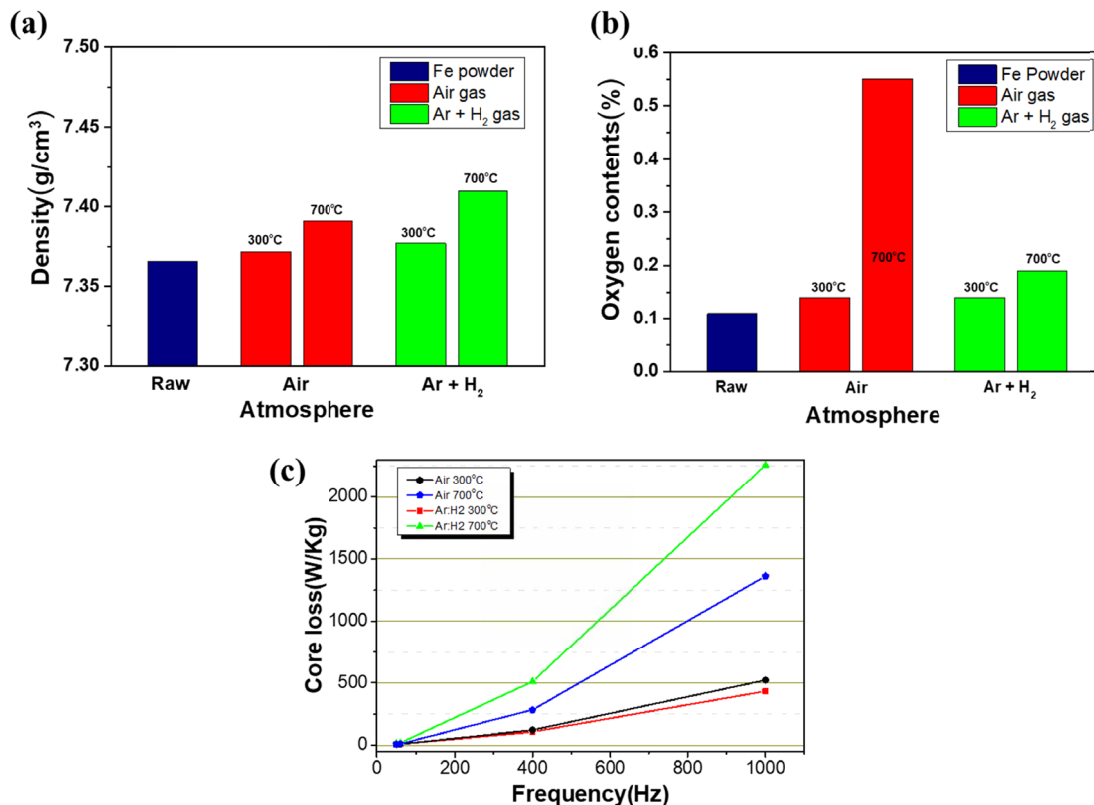 (a)
7.50
7.45
7.40
7.35
7.30
Density(g/cm³)
Fe powder
Air gas
Ar + H₂ gas
300°C
700°C
300°C
700°C
Raw
Air
Ar + H₂
Atmosphere
(b)
0.6
0.5
0.4
0.3
0.2
0.1
0.0
Oxygen contents(%)
Fe Powder
Air gas
Ar + H₂ gas
300°C
700°C
300°C
700°C
Raw
Air
Ar + H₂
Atmosphere
(c)
2000
1500
1000
500
0
Core loss(W/Kg)
Air 300°C
Air 700°C
Ar:H2 300°C
Ar:H2 700°C
0
200
400
600
800
1000
Frequency(Hz)